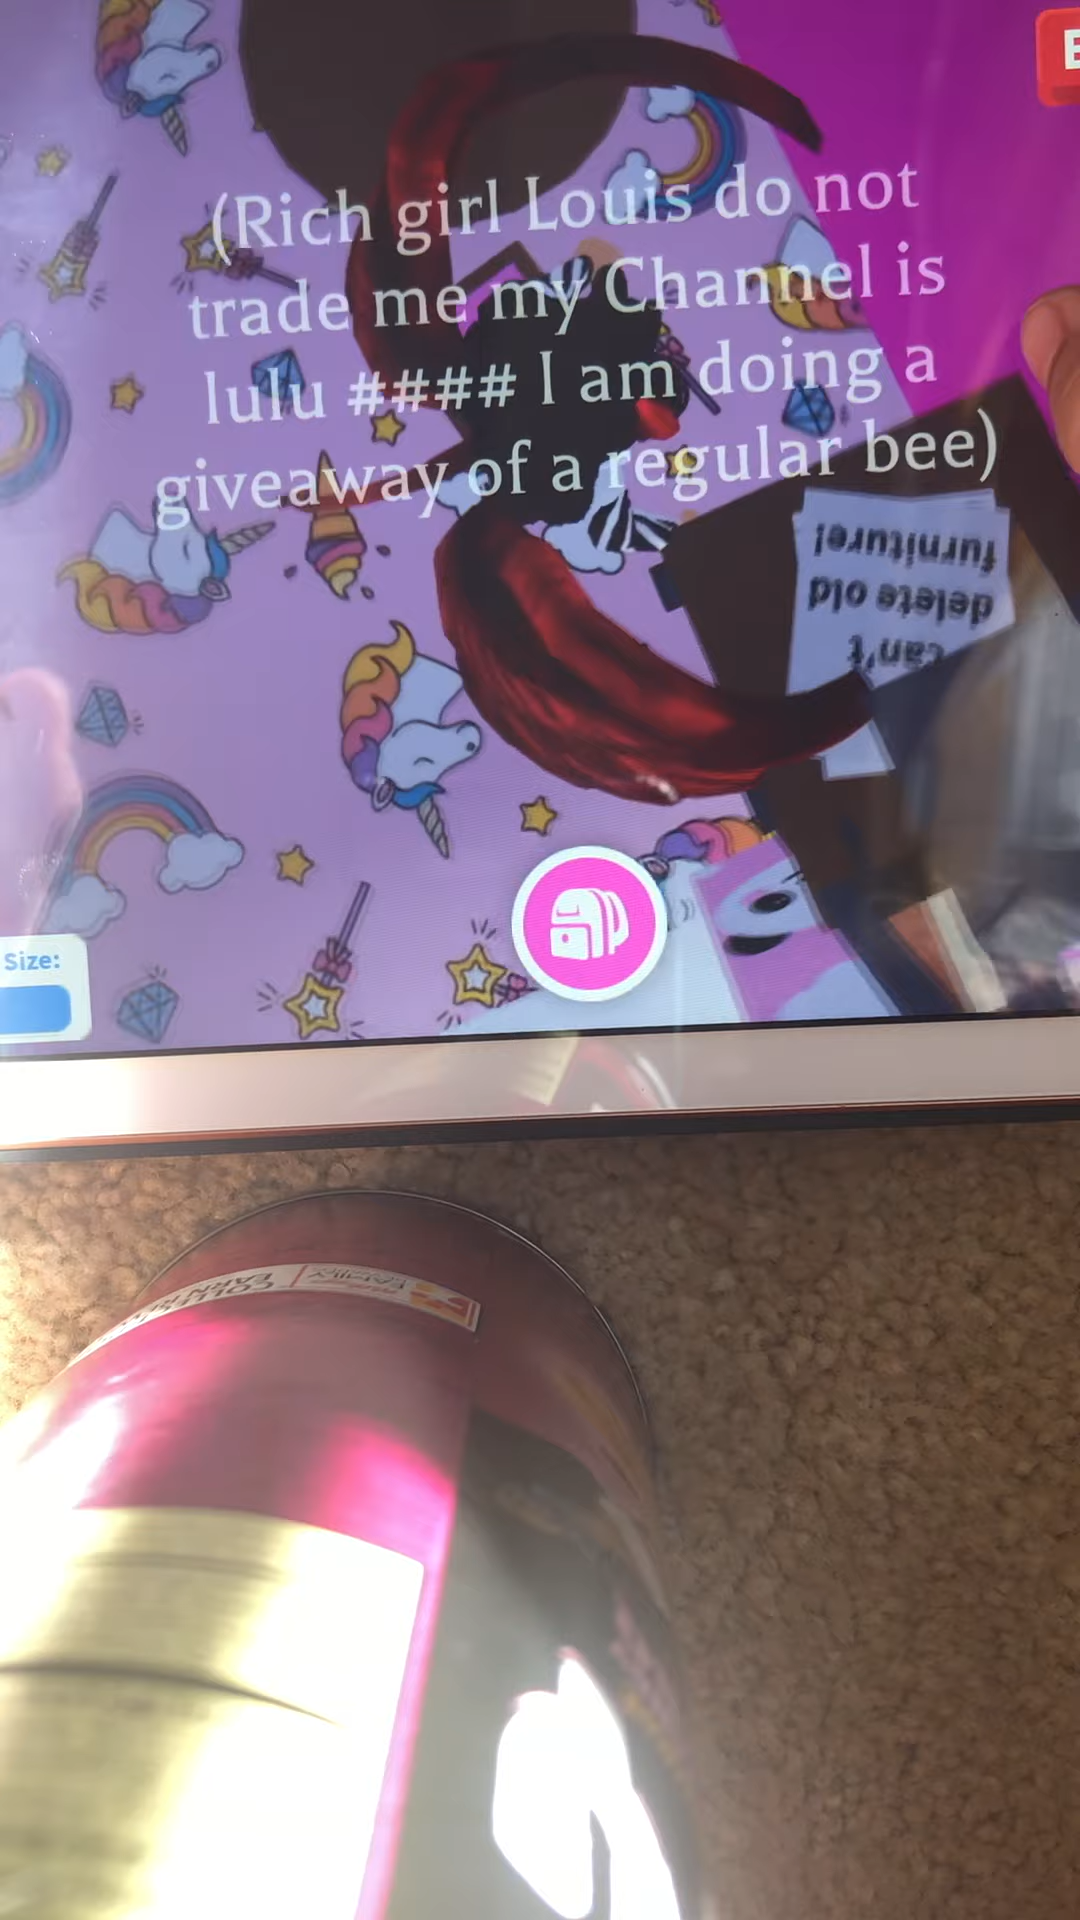 (Rich girl Louis do not
trade me my Channel is
lulu #### I am doing a
giveaway of a regular bee)
can't
delete old
furniture!
Size:
FAMILY